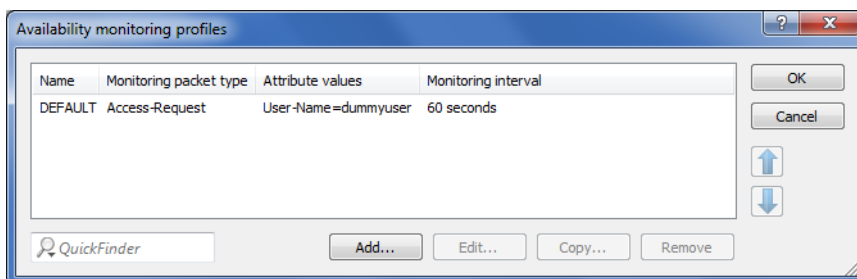 Availability monitoring profiles
?
X
Name Monitoring packet type Attribute values Monitoring interval
DEFAULT Access-Request User-Name=dummyuser 60 seconds
OK
Cancel
QuickFinder
Add...
Edit...
Copy...
Remove